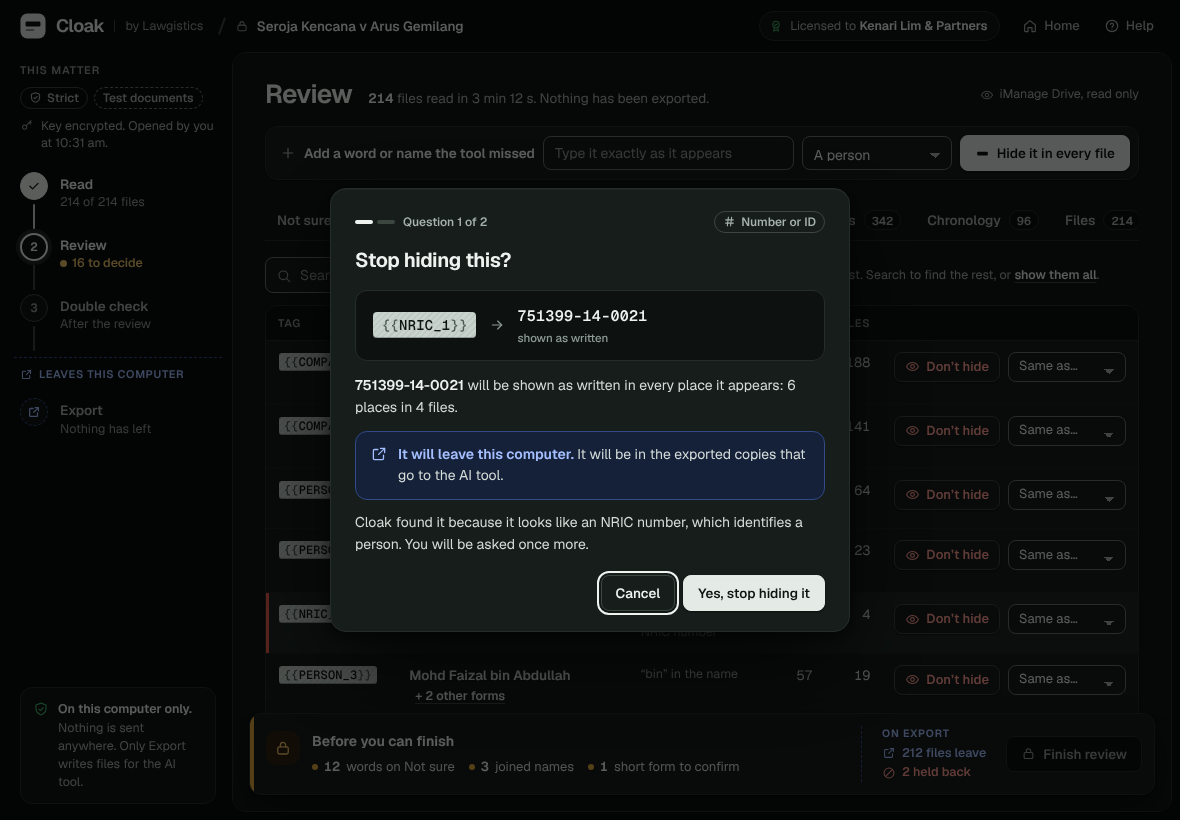 Cloak by Lawgistics / Seroja Kencana v Arus Gemilang
Licensed to Kenari Lim & Partners
Home
Help
THIS MATTER
Strict
Test documents
Key encrypted. Opened by you
at 10:31 am.
Read
214 of 214 files
2
Review
16 to decide
3
Double check
After the review
LEAVES THIS COMPUTER
Export
Nothing has left
On this computer only.
Nothing is sent
anywhere. Only Export
writes files for the AI
tool.
Review
214 files read in 3 min 12 s. Nothing has been exported.
iManage Drive, read only
Add a word or name the tool missed
Type it exactly as it appears
A person
Hide it in every file
Not sure
342
Chronology 96
Files 214
Search to find the rest, or show them all.
TAG
188 Don't hide Same as...
141 Don't hide Same as...
64 Don't hide Same as...
23 Don't hide Same as...
4 Don't hide Same as...
{{PERSON_3}} Mohd Faizal bin Abdullah "bin" in the name 57 19 Don't hide Same as...
+ 2 other forms
Question 1 of 2
# Number or ID
Stop hiding this?
{{NRIC_1}} → 751399-14-0021
shown as written
751399-14-0021 will be shown as written in every place it appears: 6
places in 4 files.
It will leave this computer. It will be in the exported copies that
go to the AI tool.
Cloak found it because it looks like an NRIC number, which identifies a
person. You will be asked once more.
Cancel
Yes, stop hiding it
Before you can finish
12 words on Not sure
3 joined names
1 short form to confirm
ON EXPORT
212 files leave
2 held back
Finish review